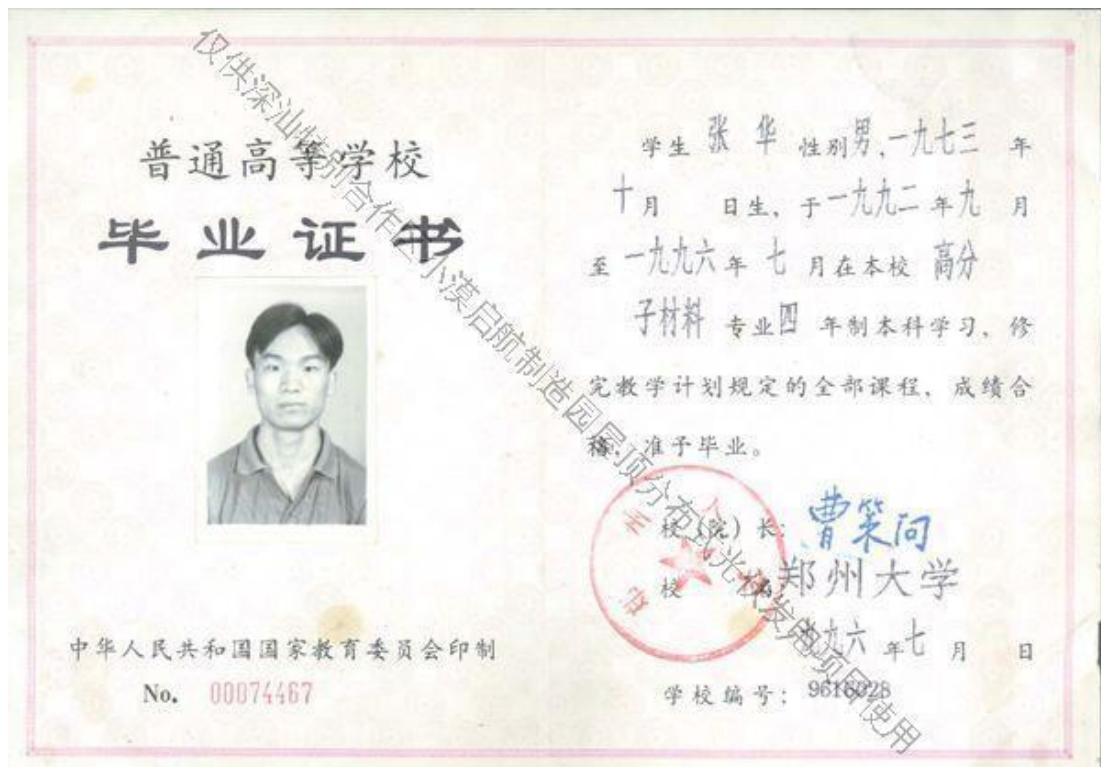 普通高等学校
毕业证书
中华人民共和国国家教育委员会印制
No. 00074467
学生 张华 性别男,一九七三 年
十月 日生,于一九九二年九 月
至 一九九六 年 七 月在本校 高分
子材料 专业四 年制本科学习,修
完教学计划规定的全部课程,成绩合
格,准予毕业。
校(院)长: 曹策问
校 名: 郑州大学
九六 年七 月 日
学校编号: 9616028
仅供深汕特别合作区小漠启航制造园屋顶分布式光伏发电项目使用